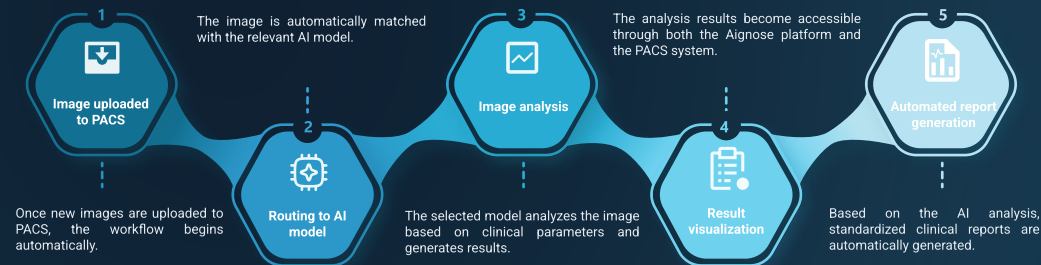 1
Image uploaded
to PACS
Once new images are uploaded to
PACS, the workflow begins
automatically.
The image is automatically matched
with the relevant AI model.
2
Routing to AI
model
3
Image analysis
The selected model analyzes the image
based on clinical parameters and
generates results.
The analysis results become accessible
through both the Aignose platform and
the PACS system.
4
Result
visualization
5
Automated report
generation
Based on the AI analysis,
standardized clinical reports are
automatically generated.